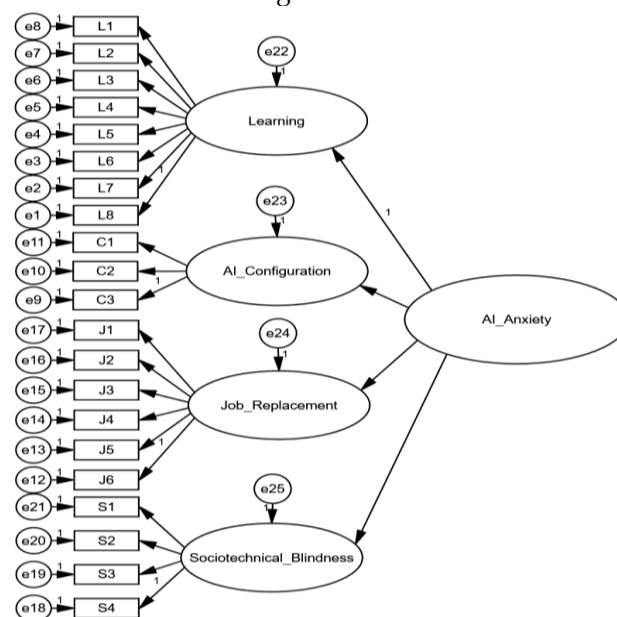 e8 1 L1
e7 1 L2
e6 1 L3
e5 1 L4
e4 1 L5
e3 1 L6
e2 1 L7
e1 1 L8
e11 1 C1
e10 1 C2
e9 1 C3
e17 1 J1
e16 1 J2
e15 1 J3
e14 1 J4
e13 1 J5
e12 1 J6
e21 1 S1
e20 1 S2
e19 1 S3
e18 1 S4
1
1
1
1
e22
1
Learning
e23
1
AI_Configuration
e24
1
Job_Replacement
e25
1
Sociotechnical_Blindness
1
AI_Anxiety